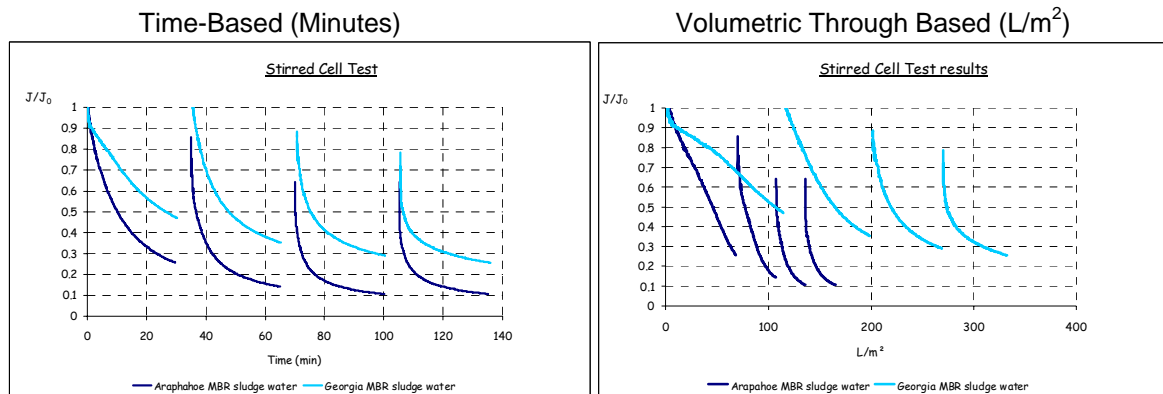 Time-Based (Minutes)
Stirred Cell Test
J/J₀
1
0.9
0.8
0.7
0.6
0.5
0.4
0.3
0.2
0.1
0
0 20 40 60 80 100 120 140
Time (min)
Araphahoe MBR sludge water Georgia MBR sludge water
Volumetric Through Based (L/m²)
Stirred Cell Test results
J/J₀
1
0.9
0.8
0.7
0.6
0.5
0.4
0.3
0.2
0.1
0
0 100 200 300 400
L/m²
Arapahoe MBR sludge water Georgia MBR sludge water